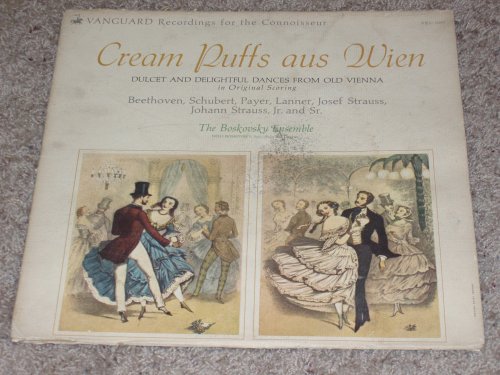 VANGUARD Recordings for the Connoisseur
Cream Puffs aus Wien
DULCET AND DELIGHTFUL DANCES FROM OLD VIENNA
in Original Scoring
Beethoven, Schubert, Payer, Lanner, Josef Strauss,
Johann Strauss, Jr. and Sr.
The Boskovsky Ensemble